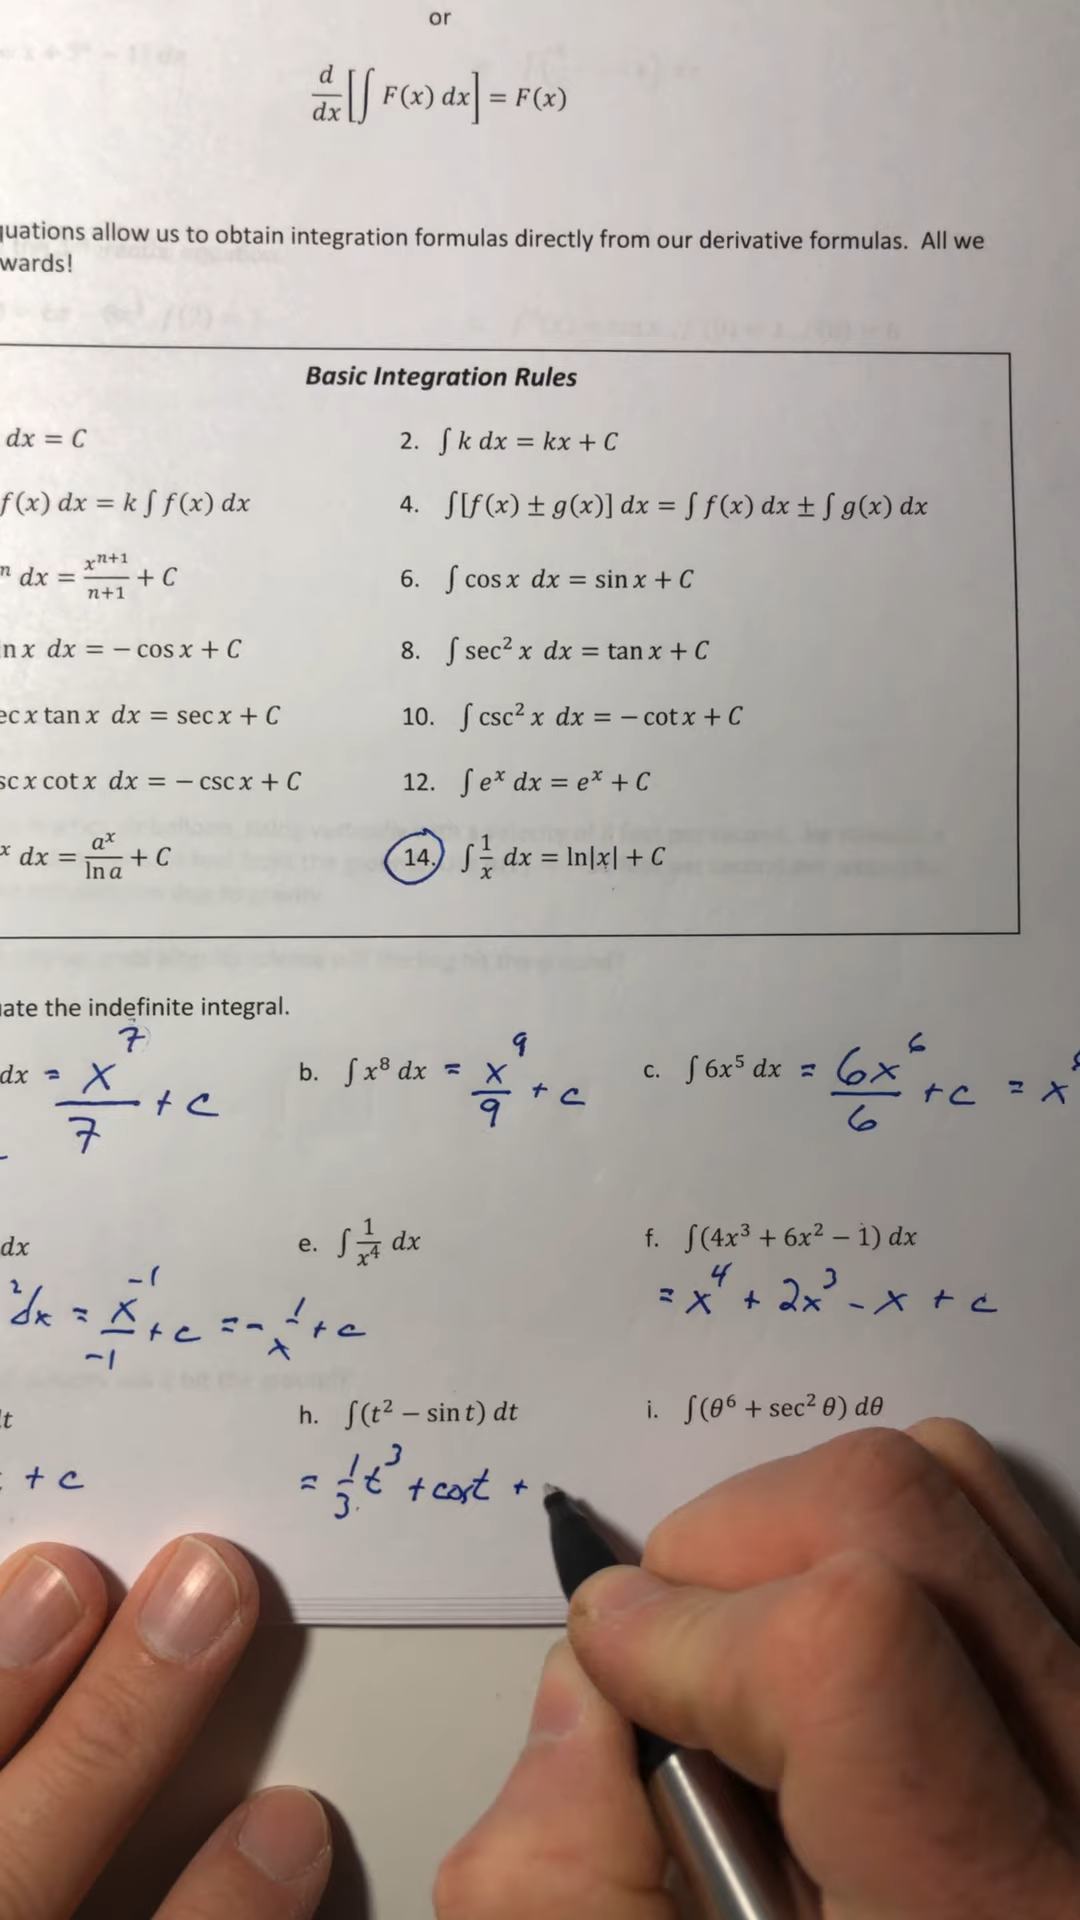 or
d/dx [∫ F(x) dx] = F(x)
quations allow us to obtain integration formulas directly from our derivative formulas. All we
wards!
Basic Integration Rules
dx = C
2. ∫ k dx = kx + C
f(x) dx = k ∫ f(x) dx
4. ∫[f(x) ± g(x)] dx = ∫ f(x) dx ± ∫ g(x) dx
n dx = xⁿ⁺¹/n+1 + C
6. ∫ cos x dx = sin x + C
n x dx = − cos x + C
8. ∫ sec² x dx = tan x + C
ec x tan x dx = sec x + C
10. ∫ csc² x dx = − cot x + C
sc x cot x dx = − csc x + C
12. ∫ eˣ dx = eˣ + C
x dx = aˣ/ln a + C
14. ∫ 1/x dx = ln|x| + C
ate the indefinite integral.
dx = x⁷/7 + c
b. ∫ x⁸ dx = x⁹/9 + c
c. ∫ 6x⁵ dx = 6x⁶/6 + c = x
dx
e. ∫ 1/x⁴ dx
f. ∫(4x³ + 6x² − 1) dx
² dx = x⁻¹/-1 + c = - 1/x + c
= x⁴ + 2x³ - x + c
t
h. ∫(t² − sin t) dt
i. ∫(θ⁶ + sec² θ) dθ
+ c
= 1/3 t³ + cos t +